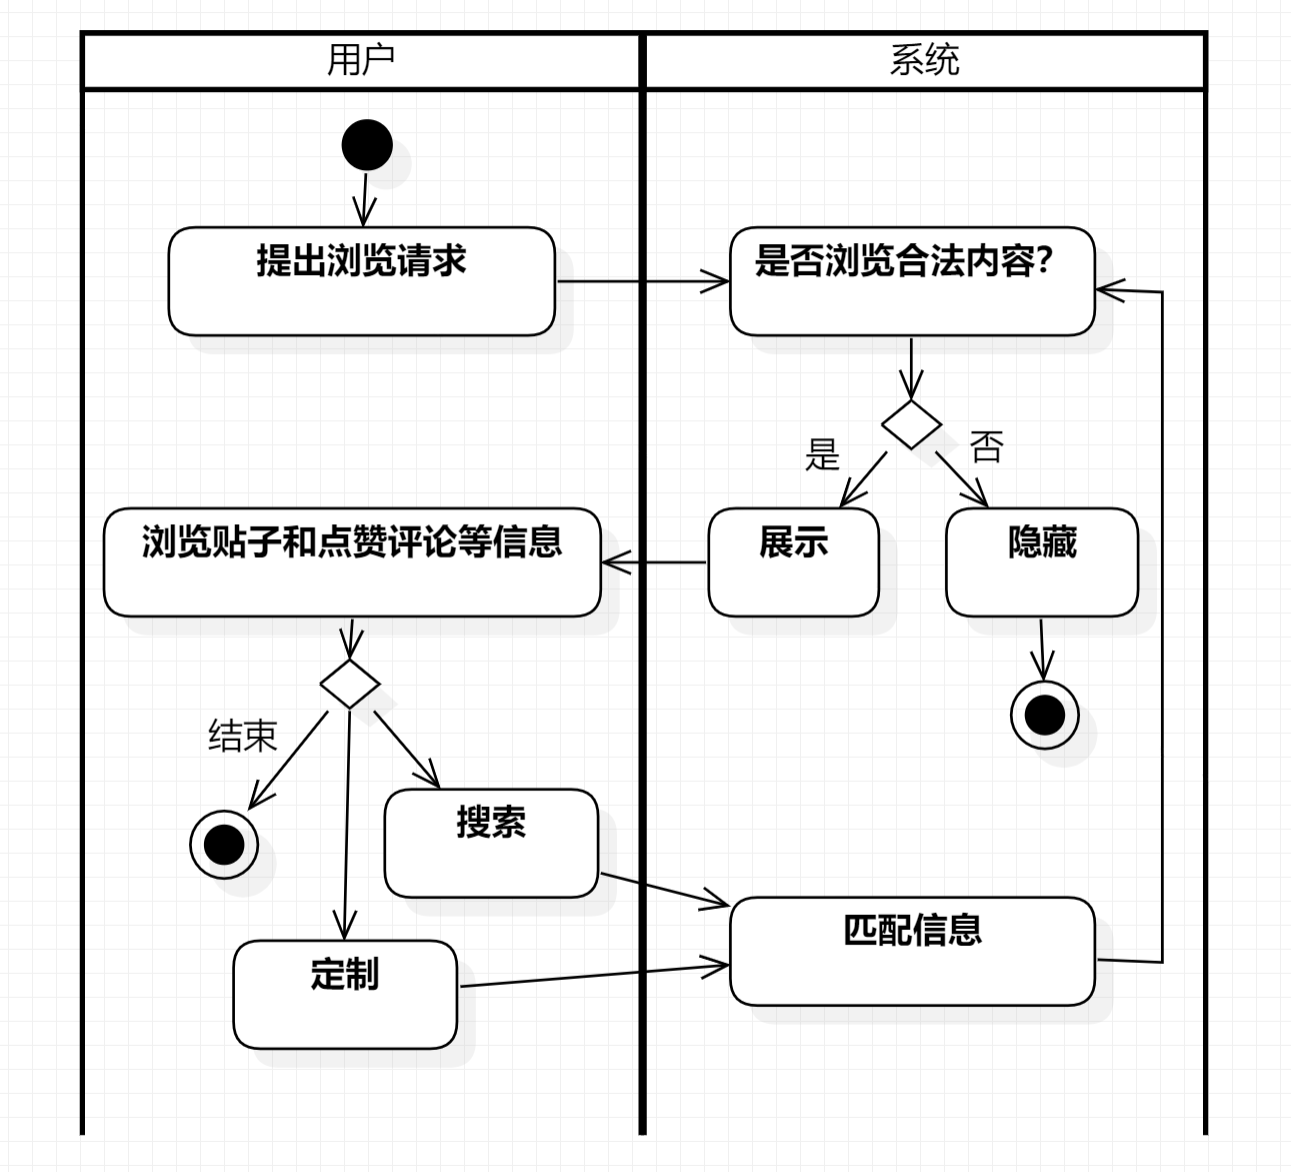 用户
系统
提出浏览请求
是否浏览合法内容？
是
否
浏览贴子和点赞评论等信息
展示
隐藏
结束
搜索
匹配信息
定制